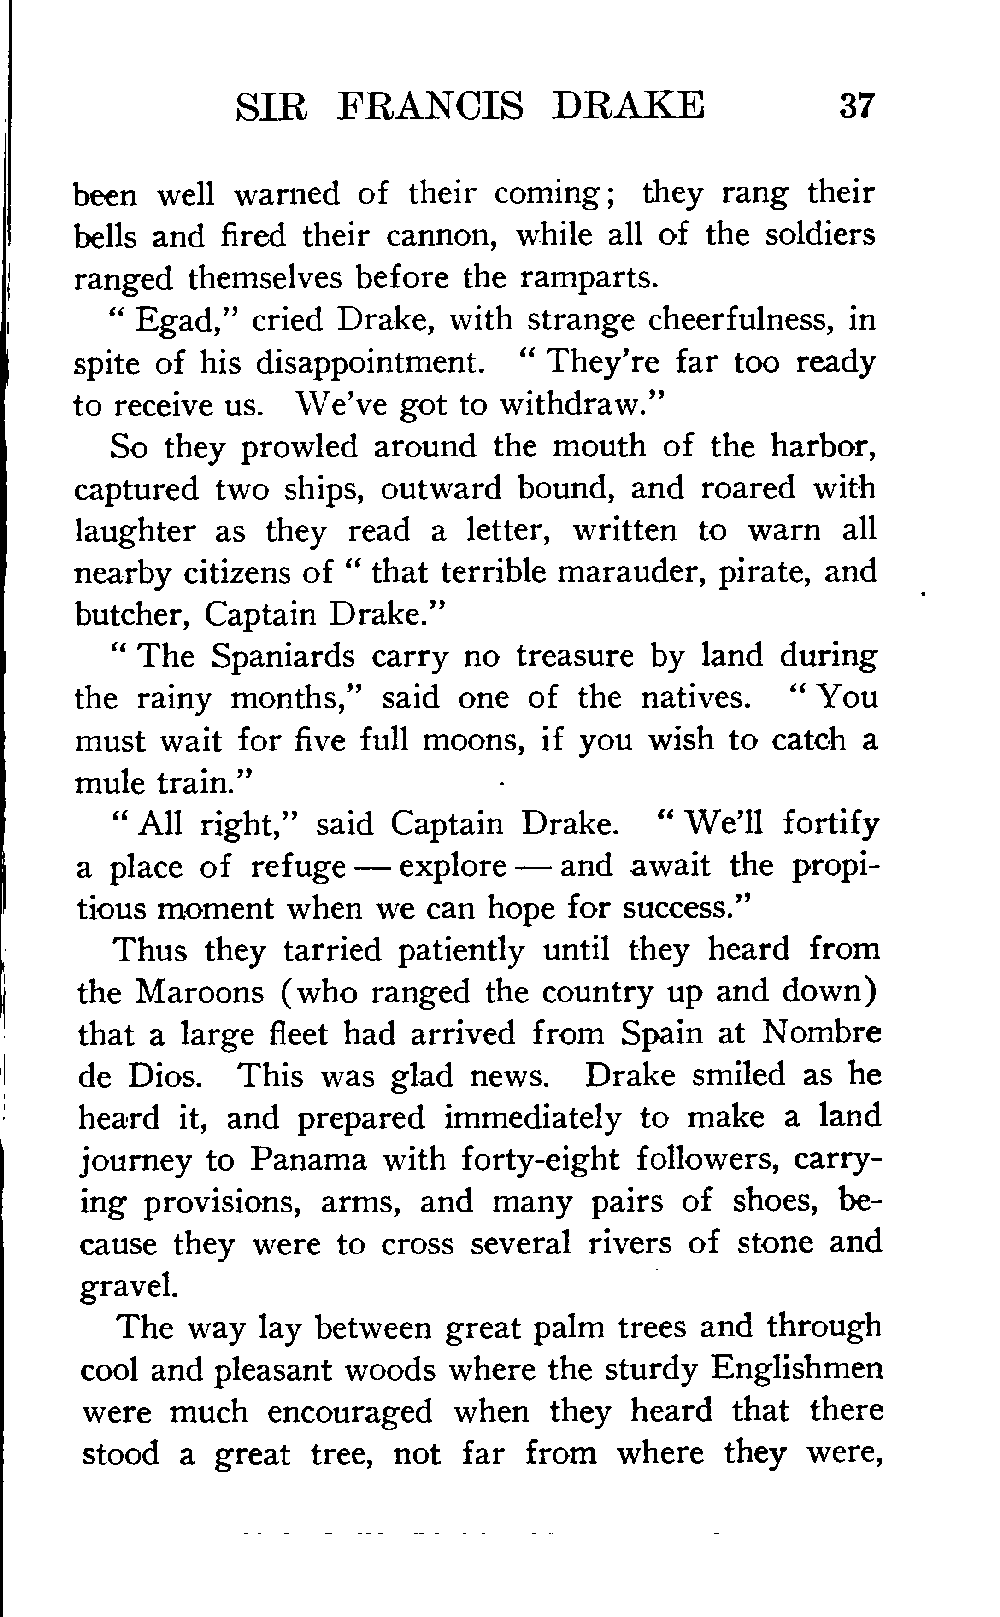 SIR FRANCIS DRAKE 37
been well warned of their coming; they rang their
bells and fired their cannon, while all of the soldiers
ranged themselves before the ramparts.
“ Egad,” cried Drake, with strange cheerfulness, in
spite of his disappointment. “ They’re far too ready
to receive us. We’ve got to withdraw.”
So they prowled around the mouth of the harbor,
captured two ships, outward bound, and roared with
laughter as they read a letter, written to warn all
nearby citizens of “ that terrible marauder, pirate, and
butcher, Captain Drake.”
“ The Spaniards carry no treasure by land during
the rainy months,” said one of the natives. “ You
must wait for five full moons, if you wish to catch a
mule train.”
“ All right,” said Captain Drake. “ We’ll fortify
a place of refuge — explore — and await the propi-
tious moment when we can hope for success.”
Thus they tarried patiently until they heard from
the Maroons (who ranged the country up and down)
that a large fleet had arrived from Spain at Nombre
de Dios. This was glad news. Drake smiled as he
heard it, and prepared immediately to make a land
journey to Panama with forty-eight followers, carry-
ing provisions, arms, and many pairs of shoes, be-
cause they were to cross several rivers of stone and
gravel.
The way lay between great palm trees and through
cool and pleasant woods where the sturdy Englishmen
were much encouraged when they heard that there
stood a great tree, not far from where they were,